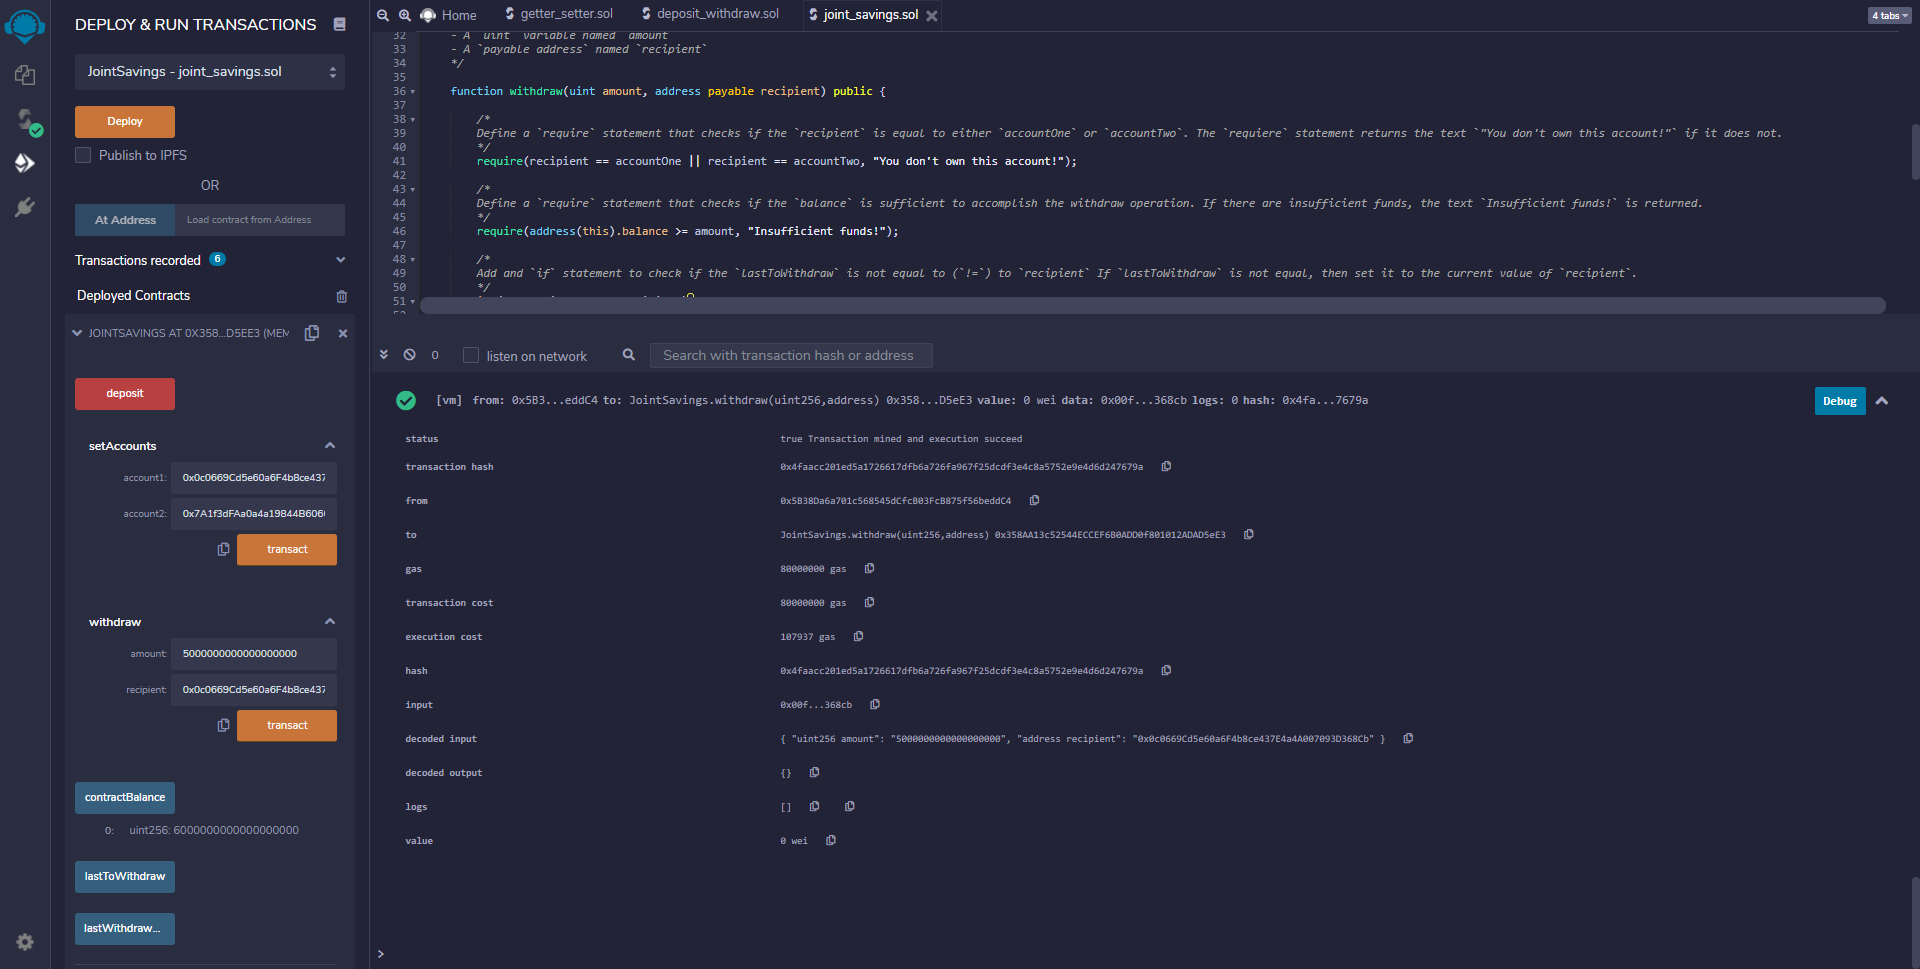 DEPLOY & RUN TRANSACTIONS
JointSavings - joint_savings.sol
Deploy
Publish to IPFS
OR
At Address
Load contract from Address
Transactions recorded 6
Deployed Contracts
JOINTSAVINGS AT 0X358...D5EE3 (MEM
deposit
setAccounts
account1: 0x0c0669Cd5e60a6F4b8ce437
account2: 0x7A1f3dFAa0a4a19844B606
transact
withdraw
amount: 5000000000000000000
recipient: 0x0c0669Cd5e60a6F4b8ce437
transact
contractBalance
0: uint256: 6000000000000000000
lastToWithdraw
lastWithdraw...
Home
getter_setter.sol
deposit_withdraw.sol
joint_savings.sol
4 tabs
32 - A `uint` variable named `amount`
33 - A `payable address` named `recipient`
34 */
35
36 function withdraw(uint amount, address payable recipient) public {
37
38 /*
39 Define a `require` statement that checks if the `recipient` is equal to either `accountOne` or `accountTwo`. The `requiere` statement returns the text `"You don't own this account!"` if it does not.
40 */
41 require(recipient == accountOne || recipient == accountTwo, "You don't own this account!");
42
43 /*
44 Define a `require` statement that checks if the `balance` is sufficient to accomplish the withdraw operation. If there are insufficient funds, the text `Insufficient funds!` is returned.
45 */
46 require(address(this).balance >= amount, "Insufficient funds!");
47
48 /*
49 Add and `if` statement to check if the `lastToWithdraw` is not equal to (`!=`) to `recipient` If `lastToWithdraw` is not equal, then set it to the current value of `recipient`.
50 */
51
0
listen on network
Search with transaction hash or address
[vm] from: 0x5B3...eddC4 to: JointSavings.withdraw(uint256,address) 0x358...D5eE3 value: 0 wei data: 0x00f...368cb logs: 0 hash: 0x4fa...7679a
Debug
status true Transaction mined and execution succeed
transaction hash 0x4faacc201ed5a1726617dfb6a726fa967f25dcdf3e4c8a5752e9e4d6d247679a
from 0x5B38Da6a701c568545dCfcB03FcB875f56beddC4
to JointSavings.withdraw(uint256,address) 0x358AA13c52544ECCEF6B0ADD0f801012ADAD5eE3
gas 80000000 gas
transaction cost 80000000 gas
execution cost 107937 gas
hash 0x4faacc201ed5a1726617dfb6a726fa967f25dcdf3e4c8a5752e9e4d6d247679a
input 0x00f...368cb
decoded input { "uint256 amount": "5000000000000000000", "address recipient": "0x0c0669Cd5e60a6F4b8ce437E4a4A007093D368Cb" }
decoded output {}
logs []
value 0 wei
>